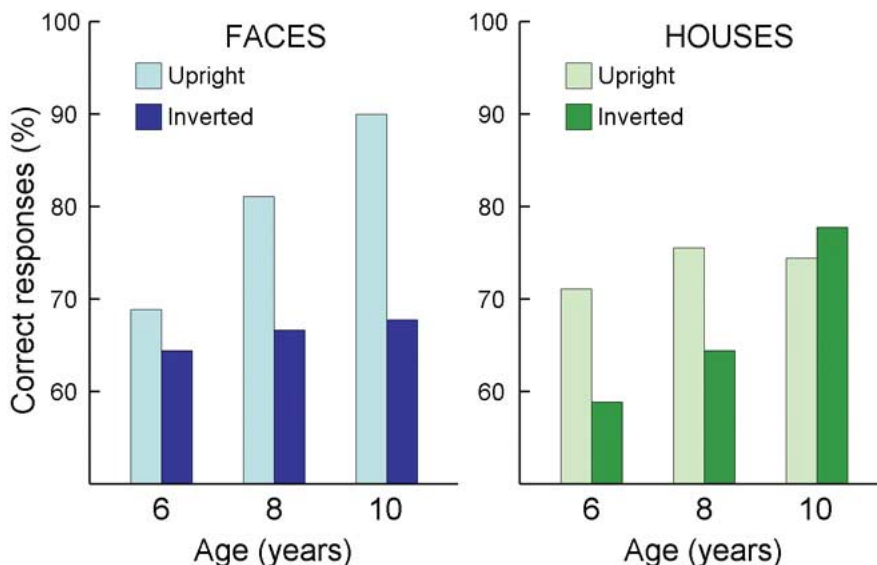 FACES
Upright
Inverted
Correct responses (%)
100
90
80
70
60
6 8 10
Age (years)
HOUSES
Upright
Inverted
100
90
80
70
60
6 8 10
Age (years)